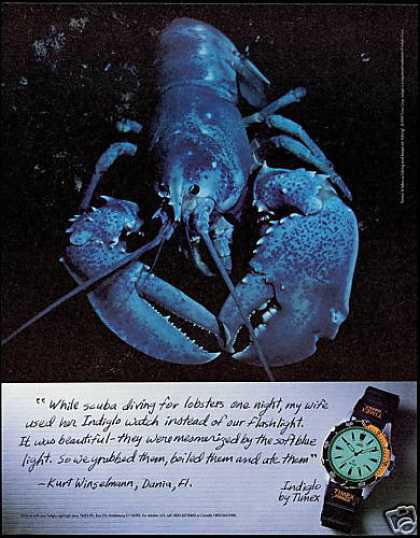 "While scuba diving for lobsters one night, my wife
used her Indiglo watch instead of our flashlight.
It was beautiful - they were mesmerized by the soft blue
light. So we grabbed them, boiled them and ate them"
- Kurt Winselmann, Dania, Fl.
Indiglo
by Timex
TIMEX
TIMEX